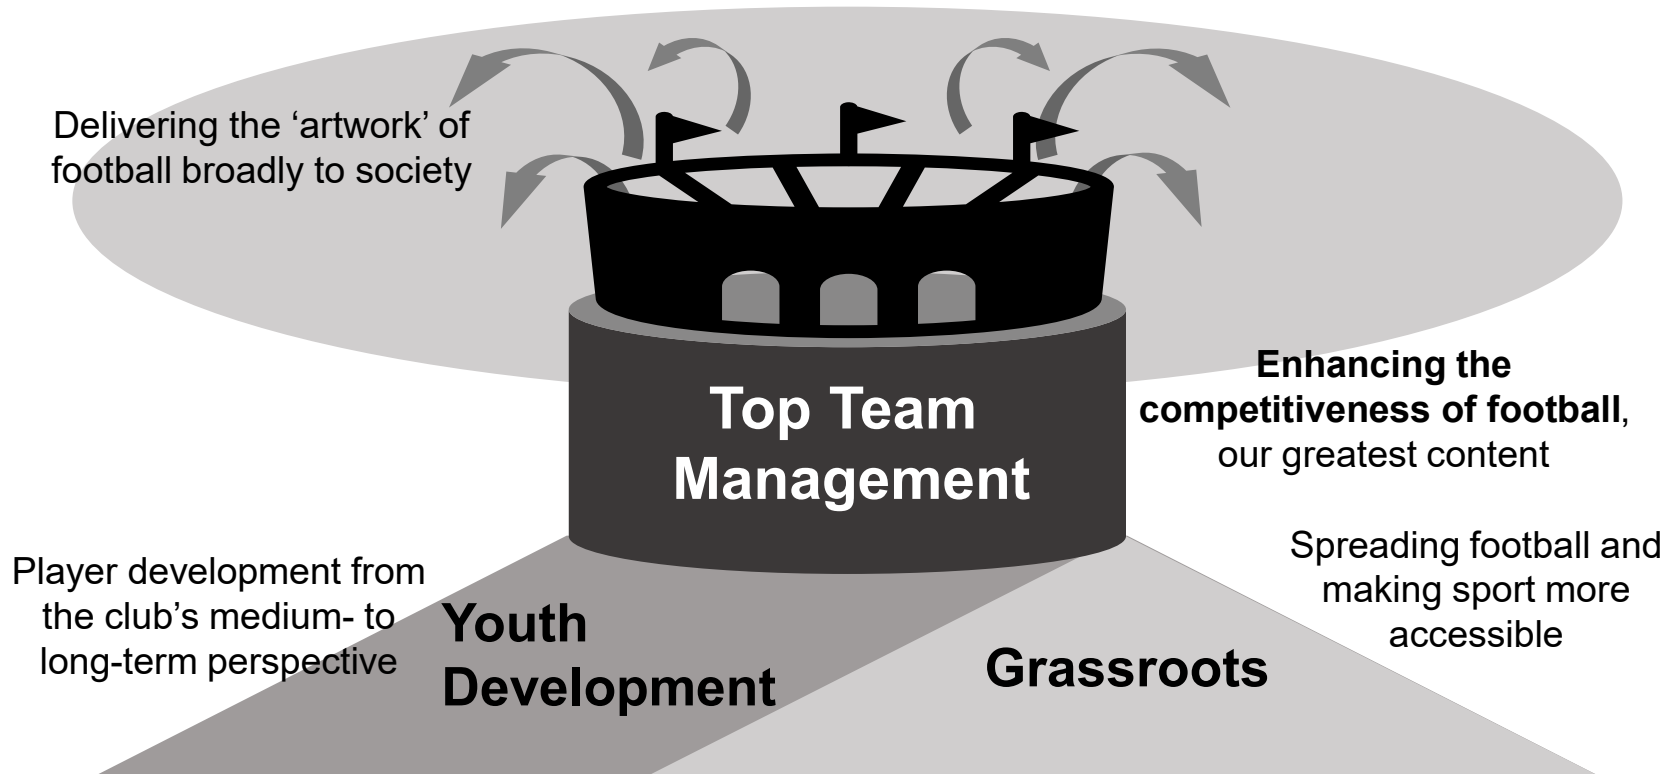 Delivering the ‘artwork’ of
football broadly to society
Enhancing the
competitiveness of football,
our greatest content
Top Team
Management
Player development from
the club’s medium- to
long-term perspective
Youth
Development
Grassroots
Spreading football and
making sport more
accessible